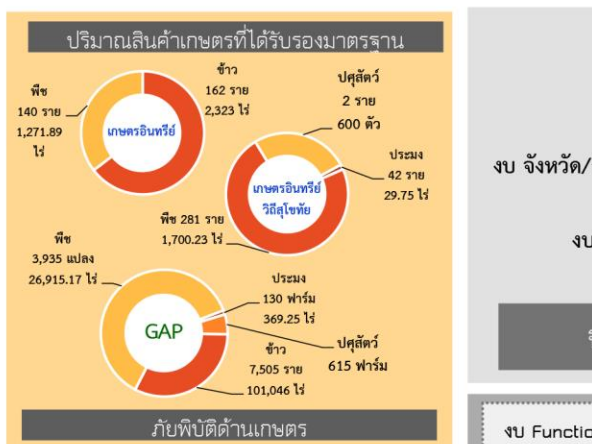 ปริมาณสินค้าเกษตรที่ได้รับรองมาตรฐาน
ข้าว
162 ราย
2,323 ไร่
พืช
140 ราย
1,271.89
ไร่
เกษตรอินทรีย์
ปศุสัตว์
2 ราย
600 ตัว
ประมง
42 ราย
29.75 ไร่
เกษตรอินทรีย์
วิถีสุโขทัย
พืช 281 ราย
1,700.23 ไร่
พืช
3,935 แปลง
26,915.17 ไร่
ประมง
130 ฟาร์ม
369.25 ไร่
GAP
ปศุสัตว์
615 ฟาร์ม
ข้าว
7,505 ราย
101,046 ไร่
ภัยพิบัติด้านเกษตร
งบ จังหวัด/
งบ
งบ Functio